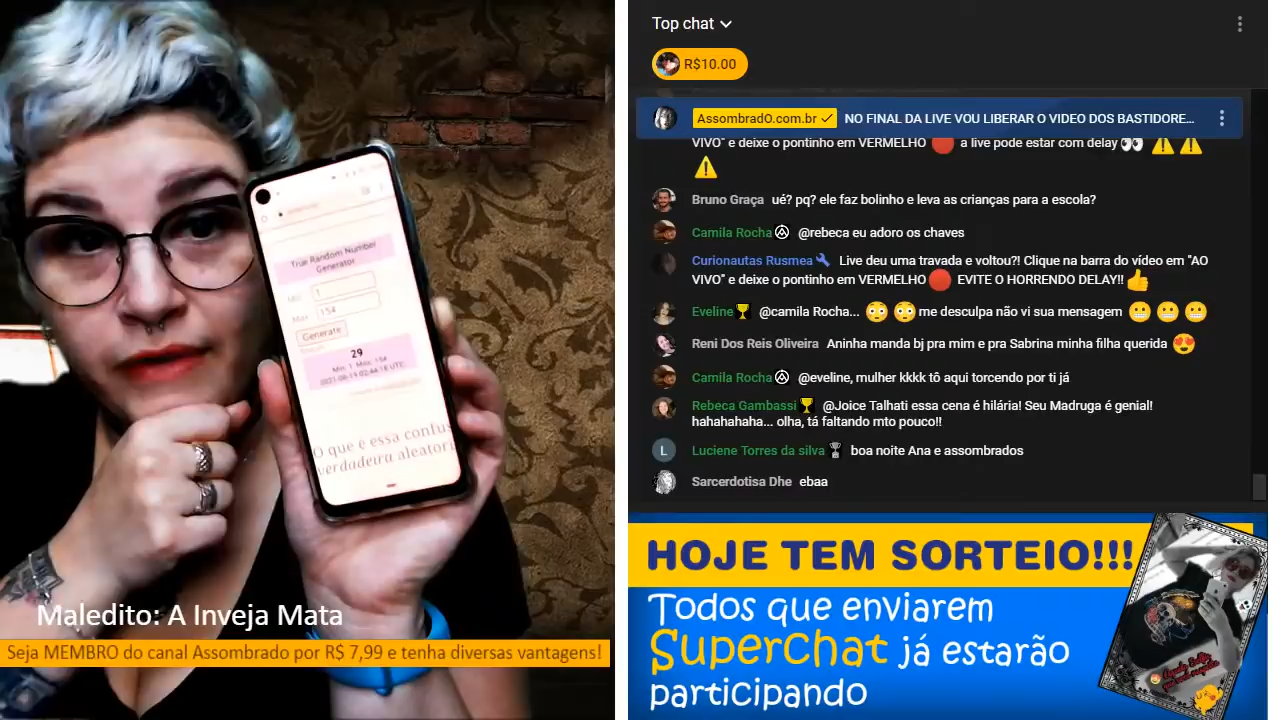 True Random Number
Generator
Min:
1
Max:
154
Generate
29
Min: 1, Max: 154
O que é essa confus
verdadeira aleatori
Maledito: A Inveja Mata
Seja MEMBRO do canal Assombrado por R$ 7,99 e tenha diversas vantagens!
Top chat
R$10.00
AssombradO.com.br NO FINAL DA LIVE VOU LIBERAR O VIDEO DOS BASTIDORE...
VIVO" e deixe o pontinho em VERMELHO 🔴 a live pode estar com delay 👀 ⚠️ ⚠️
⚠️
Bruno Graça ué? pq? ele faz bolinho e leva as crianças para a escola?
Camila Rocha @rebeca eu adoro os chaves
Curionautas Rusmea Live deu uma travada e voltou?! Clique na barra do vídeo em "AO
VIVO" e deixe o pontinho em VERMELHO 🔴 EVITE O HORRENDO DELAY!! 👍
Eveline @camila Rocha... 😳 😳 me desculpa não vi sua mensagem 😬 😬 😬
Reni Dos Reis Oliveira Aninha manda bj pra mim e pra Sabrina minha filha querida 😍
Camila Rocha @eveline, mulher kkkk tô aqui torcendo por ti já
Rebeca Gambassi @Joice Talhati essa cena é hilária! Seu Madruga é genial!
hahahahaha... olha, tá faltando mto pouco!!
L Luciene Torres da silva boa noite Ana e assombrados
Sarcerdotisa Dhe ebaa
HOJE TEM SORTEIO!!!
Todos que enviarem
Superchat já estarão
participando